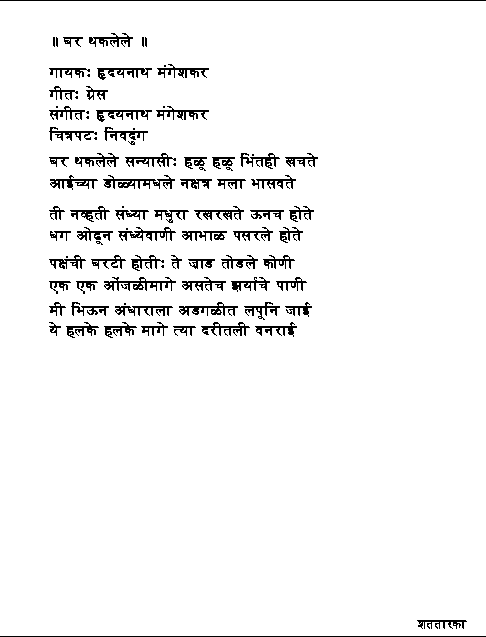 ॥ घर थकलेले ॥
गायकः हृदयनाथ मंगेशकर
गीतः ग्रेस
संगीतः हृदयनाथ मंगेशकर
चित्रपटः निवडुंग
घर थकलेले सन्यासीः हळू हळू भिंतही खचते
आईच्या डोळ्यामधले नक्षत्र मला भासवते
ती नव्हती संध्या मधुरा रखरखते ऊनच होते
धग ओढून संध्येवाणी आभाळ पसरले होते
पक्षंची घरटी होतीः ते ज़ाड तोडले कोणी
एक एक ओंजळीमागे असतेच झर्याचे पाणी
मी भिऊन अंधाराला अडगळीत लपूनि जाई
ये हलके हलके मागे त्या दरीतली वनराई
शततारका